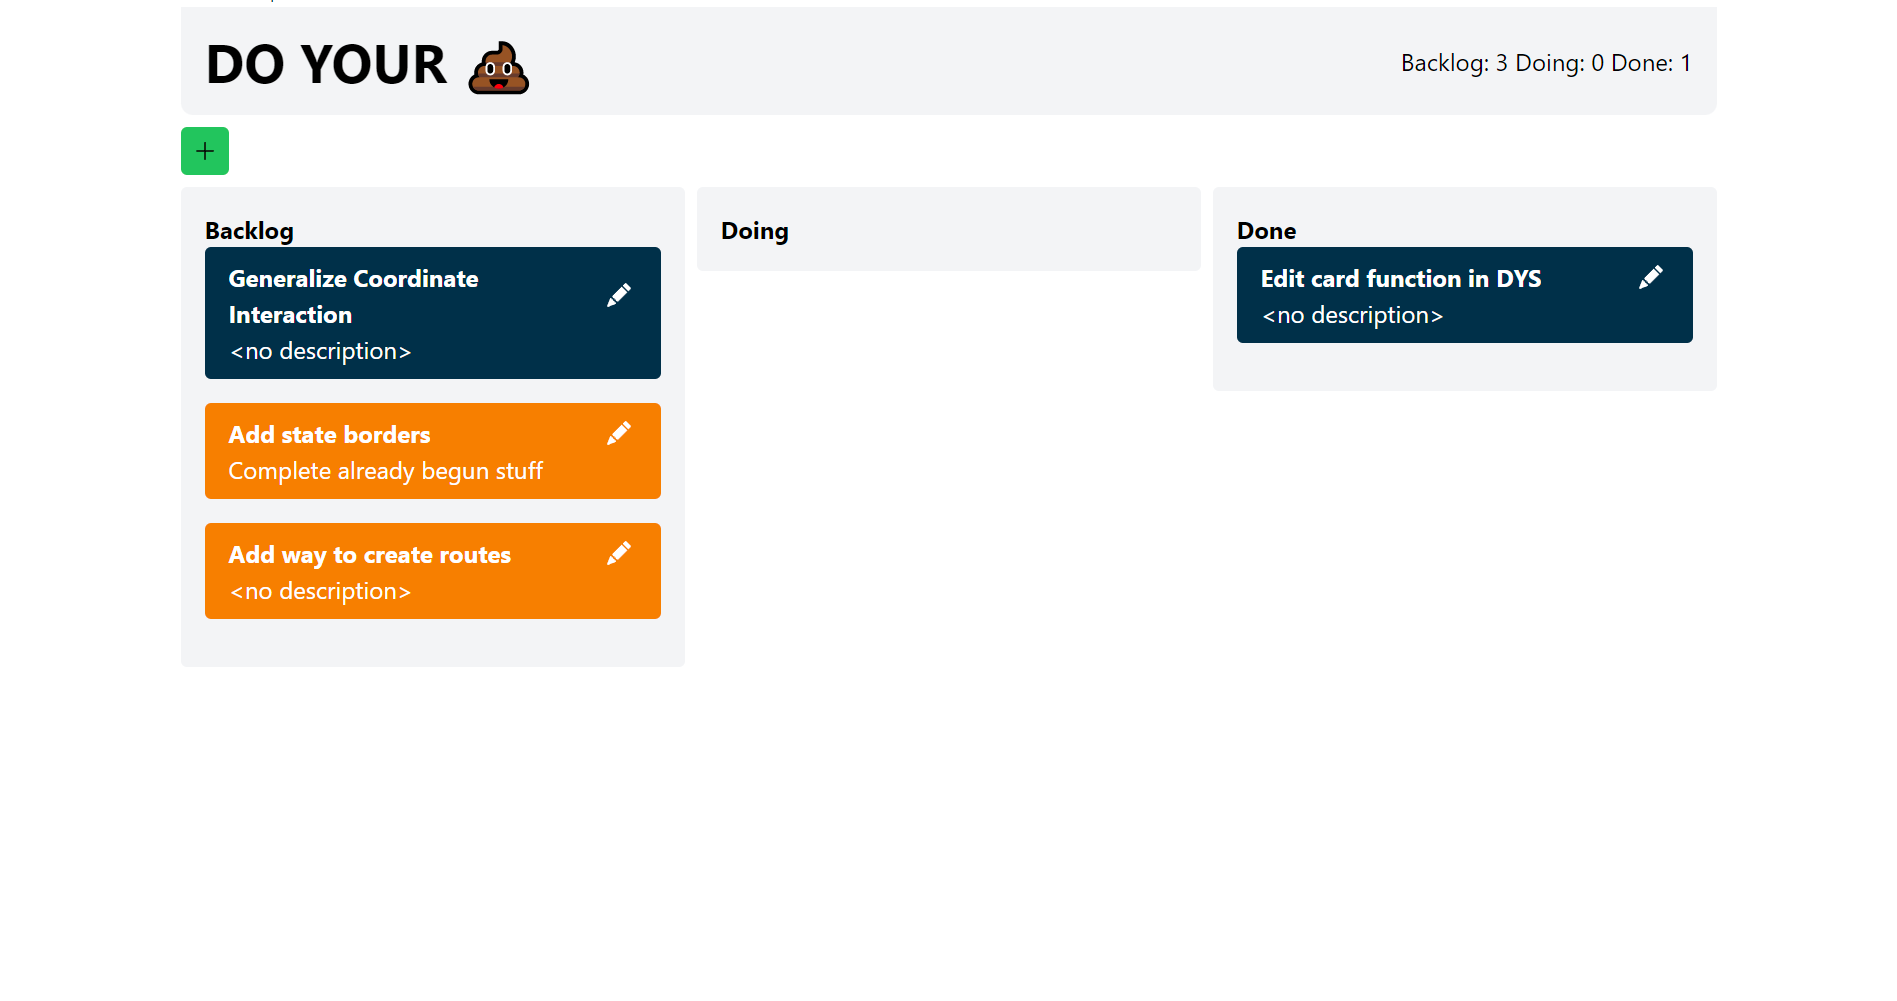 DO YOUR 💩
Backlog: 3 Doing: 0 Done: 1
+
Backlog
Generalize Coordinate
Interaction
<no description>
Add state borders
Complete already begun stuff
Add way to create routes
<no description>
Doing
Done
Edit card function in DYS
<no description>